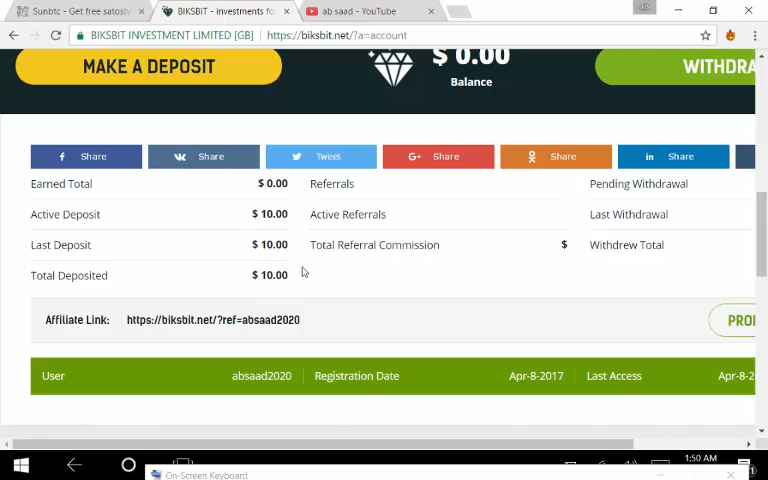 Sunbtc - Get free satosh
BIKSBIT - investments fo
ab saad - YouTube
ab
BIKSBIT INVESTMENT LIMITED [GB]
https://biksbit.net/?a=account
MAKE A DEPOSIT
$ 0.00
Balance
WITHDRA
Share
Share
Tweet
Share
Share
Share
Earned Total $ 0.00 Referrals Pending Withdrawal
Active Deposit $ 10.00 Active Referrals Last Withdrawal
Last Deposit $ 10.00 Total Referral Commission $ Withdrew Total
Total Deposited $ 10.00
Affiliate Link: https://biksbit.net/?ref=absaad2020
User absaad2020 Registration Date Apr-8-2017 Last Access Apr-8-2
1:50 AM
On-Screen Keyboard